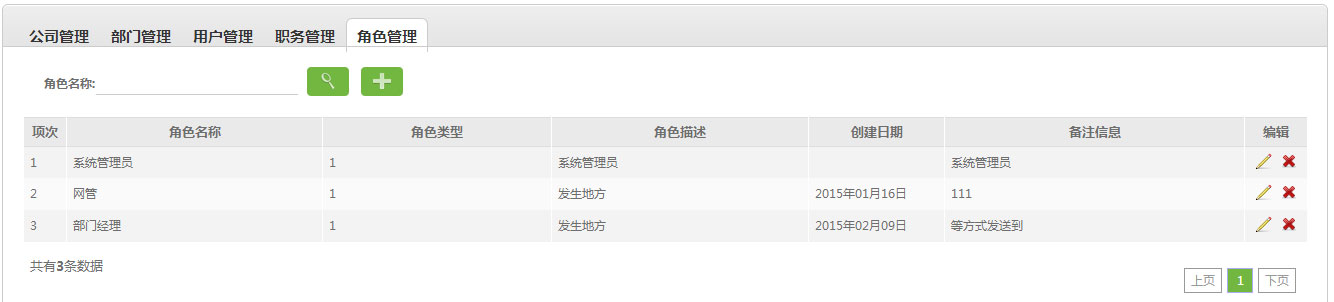 公司管理 部门管理 用户管理 职务管理 角色管理
角色名称:
项次 角色名称 角色类型 角色描述 创建日期 备注信息 编辑
1 系统管理员 1 系统管理员 系统管理员
2 网管 1 发生地方 2015年01月16日 111
3 部门经理 1 发生地方 2015年02月09日 等方式发送到
共有3条数据
上页 1 下页